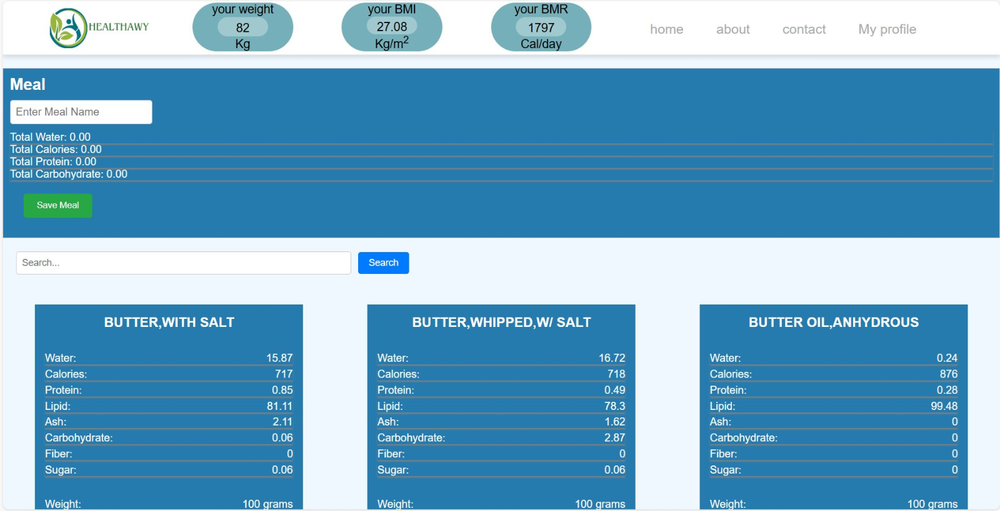 HEALTHAWY
your weight
82
Kg
your BMI
27.08
Kg/m²
your BMR
1797
Cal/day
home about contact My profile
Meal
Enter Meal Name
Total Water: 0.00
Total Calories: 0.00
Total Protein: 0.00
Total Carbohydrate: 0.00
Save Meal
Search... Search
BUTTER,WITH SALT
Water: 15.87
Calories: 717
Protein: 0.85
Lipid: 81.11
Ash: 2.11
Carbohydrate: 0.06
Fiber: 0
Sugar: 0.06
Weight: 100 grams
BUTTER,WHIPPED,W/ SALT
Water: 16.72
Calories: 718
Protein: 0.49
Lipid: 78.3
Ash: 1.62
Carbohydrate: 2.87
Fiber: 0
Sugar: 0.06
Weight: 100 grams
BUTTER OIL,ANHYDROUS
Water: 0.24
Calories: 876
Protein: 0.28
Lipid: 99.48
Ash: 0
Carbohydrate: 0
Fiber: 0
Sugar: 0
Weight: 100 grams